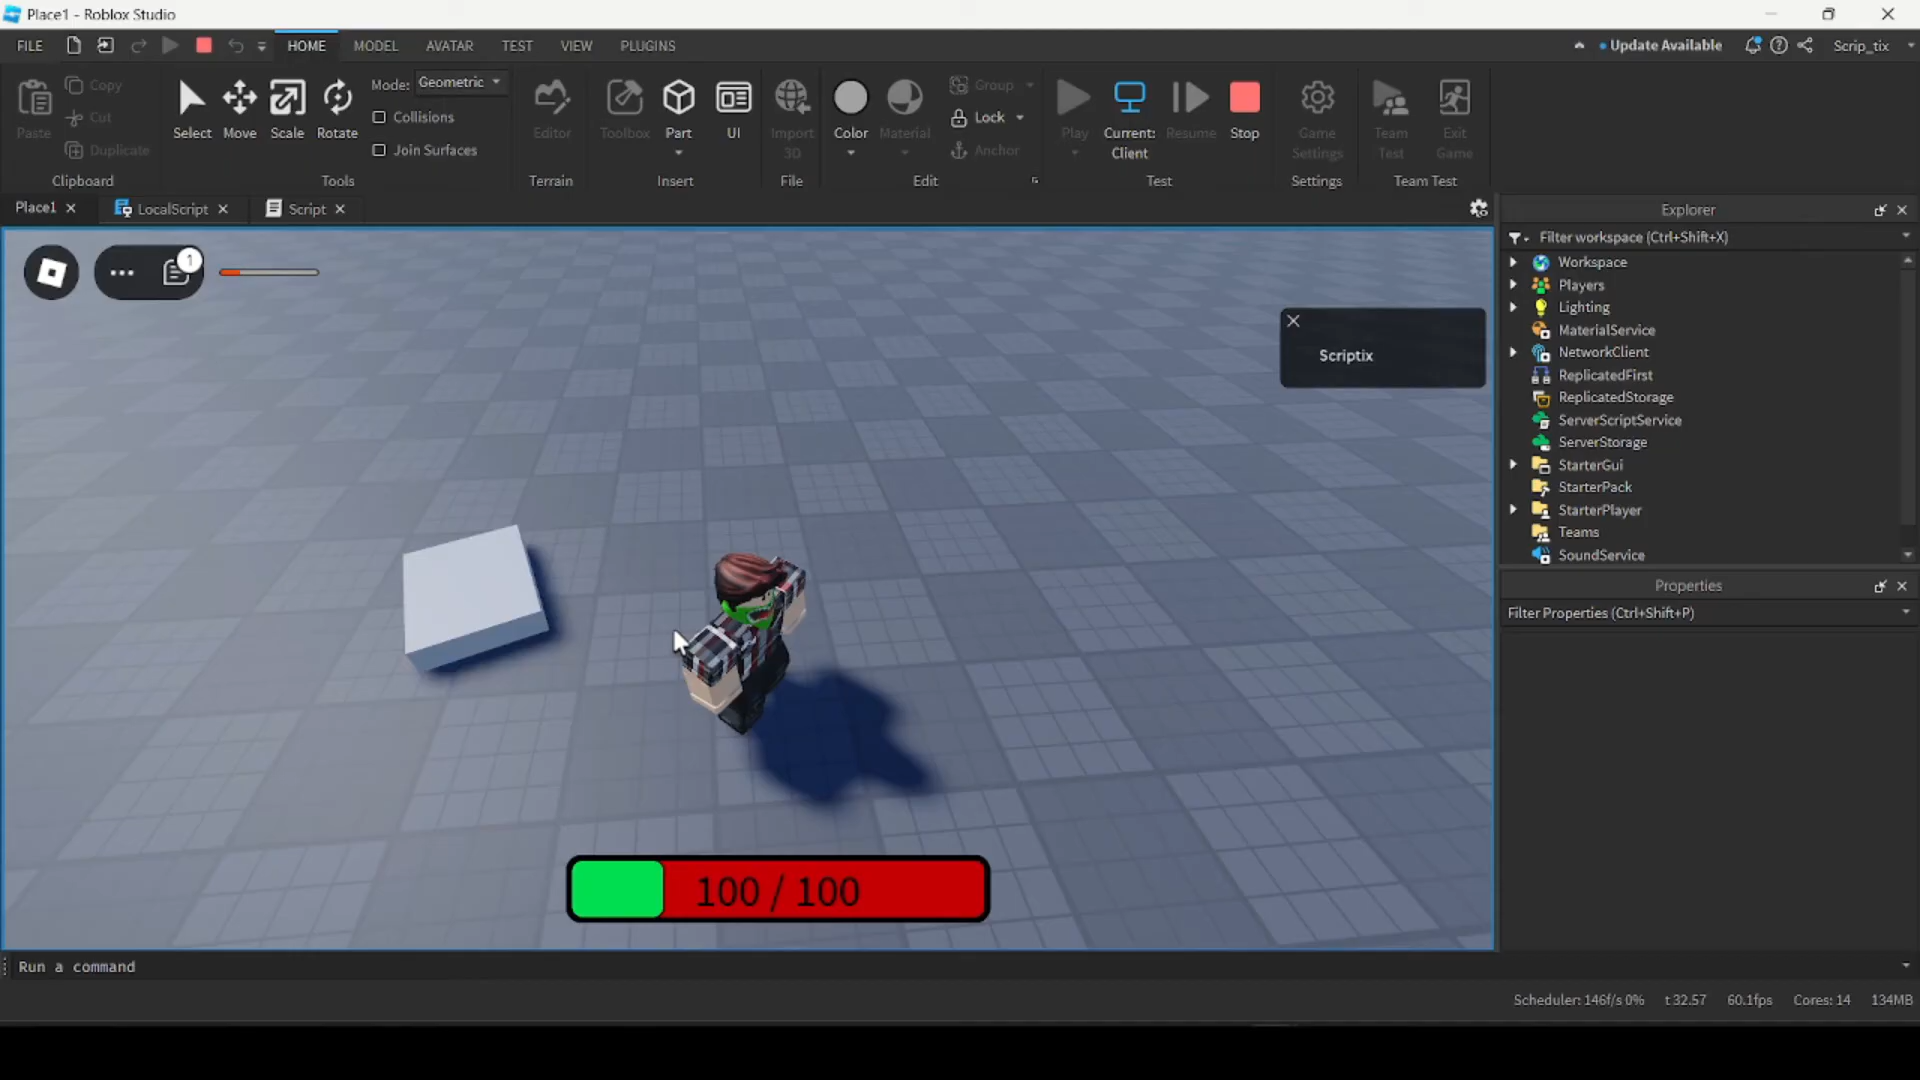 Place1 - Roblox Studio
FILE HOME MODEL AVATAR TEST VIEW PLUGINS Update Available Scrip_tix
Paste Copy Cut Duplicate
Clipboard
Select Move Scale Rotate
Mode: Geometric
Collisions
Join Surfaces
Tools
Editor
Terrain
Toolbox Part UI
Insert
Import 3D
File
Color Material Group Lock Anchor
Edit
Play Current: Client Resume Stop
Test
Game Settings
Settings
Team Test Exit Game
Team Test
Place1 LocalScript Script
1
Scriptix
100 / 100
Explorer
Filter workspace (Ctrl+Shift+X)
Workspace
Players
Lighting
MaterialService
NetworkClient
ReplicatedFirst
ReplicatedStorage
ServerScriptService
ServerStorage
StarterGui
StarterPack
StarterPlayer
Teams
SoundService
Properties
Filter Properties (Ctrl+Shift+P)
Run a command
Scheduler: 146f/s 0% t 32.57 60.1fps Cores: 14 134MB